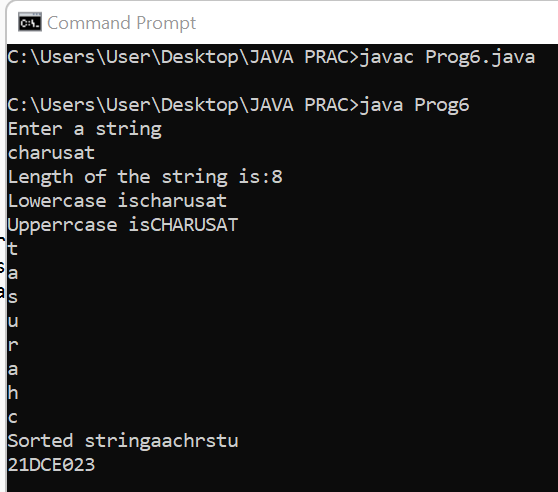 Command Prompt
C:\Users\User\Desktop\JAVA PRAC>javac Prog6.java
C:\Users\User\Desktop\JAVA PRAC>java Prog6
Enter a string
charusat
Length of the string is:8
Lowercase ischarusat
Upperrcase isCHARUSAT
t
a
s
u
r
a
h
c
Sorted stringaachrstu
21DCE023